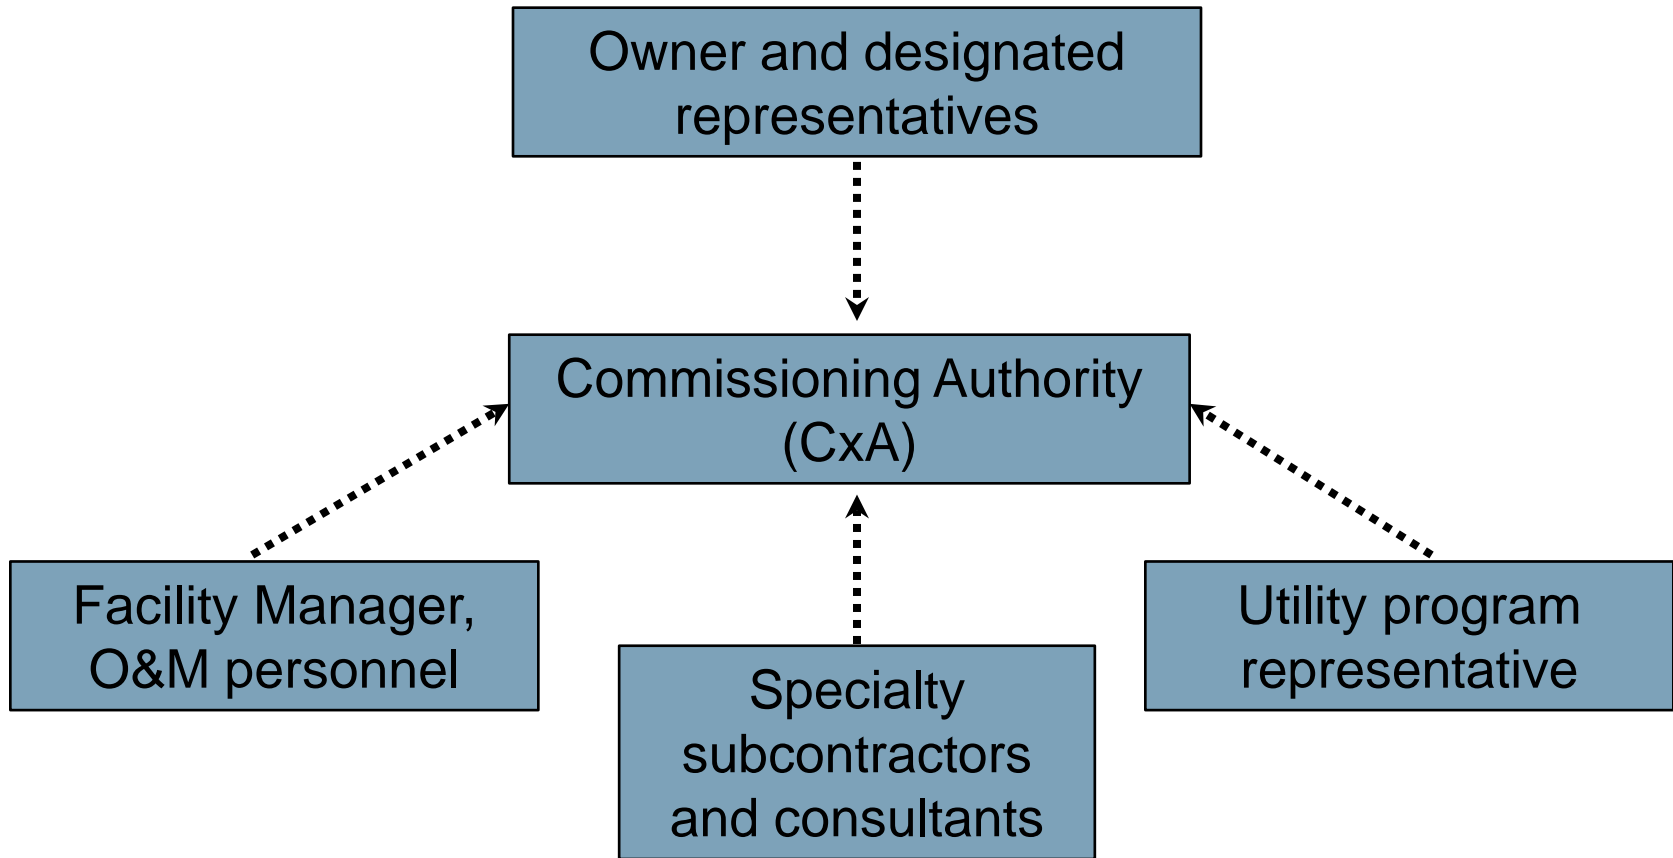 Owner and designated
representatives
Commissioning Authority
(CxA)
Facility Manager,
O&M personnel
Specialty
subcontractors
and consultants
Utility program
representative